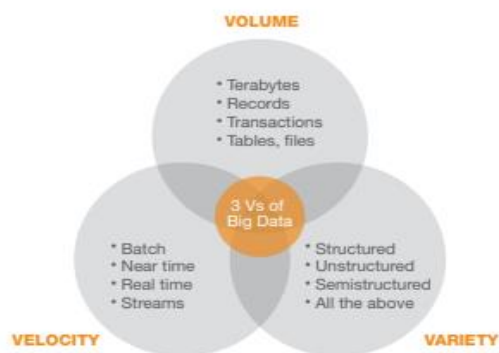 VOLUME
• Terabytes
• Records
• Transactions
• Tables, files
3 Vs of
Big Data
• Batch
• Near time
• Real time
• Streams
• Structured
• Unstructured
• Semistructured
• All the above
VELOCITY
VARIETY